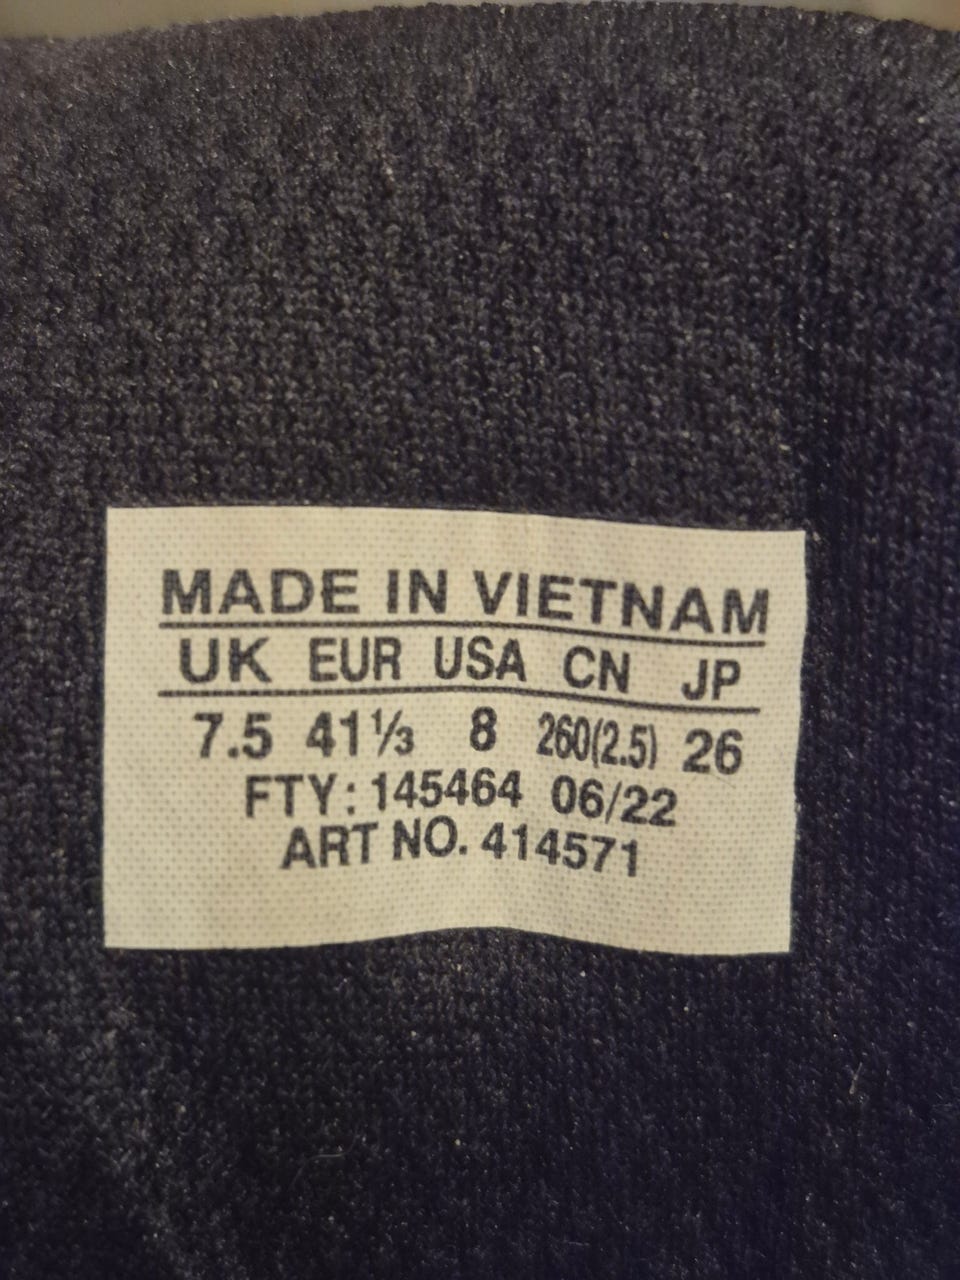 MADE IN VIETNAM
UK EUR USA CN JP
7.5 41⅓ 8 260(2.5) 26
FTY: 145464 06/22
ART NO. 414571